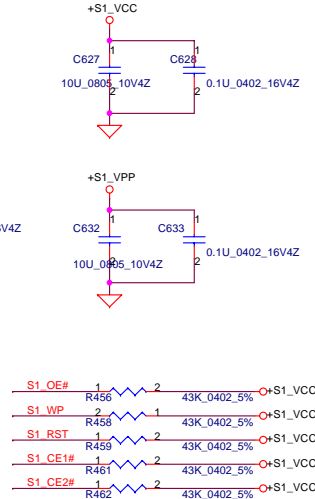 +S1_VCC
1
1
C627
C628
10U_0805_10V4Z
2
2
0.1U_0402_16V4Z
+S1_VPP
1
1
V4Z
C632
C633
0.1U_0402_16V4Z
2
2
10U_0805_10V4Z
S1_OE#
1
2
+S1_VCC
R456
43K_0402_5%
S1_WP
2
1
+S1_VCC
R458
43K_0402_5%
S1_RST
1
2
+S1_VCC
R459
43K_0402_5%
S1_CE1#
1
2
+S1_VCC
R461
43K_0402_5%
S1_CE2#
1
2
+S1_VCC
R462
43K_0402_5%